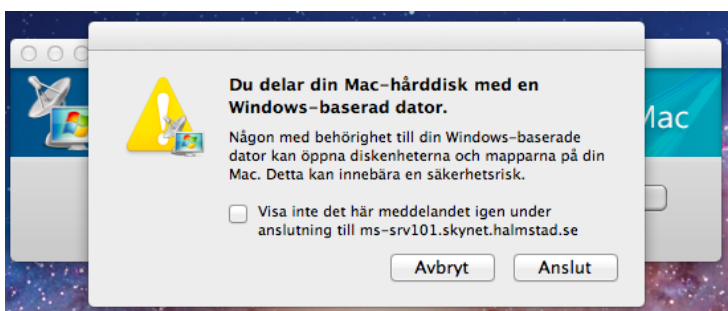 Du delar din Mac-hårddisk med en
Windows-baserad dator.
Mac
Någon med behörighet till din Windows-baserade
dator kan öppna diskenheterna och mapparna på din
Mac. Detta kan innebära en säkerhetsrisk.
Visa inte det här meddelandet igen under
anslutning till ms-srv101.skynet.halmstad.se
Avbryt Anslut